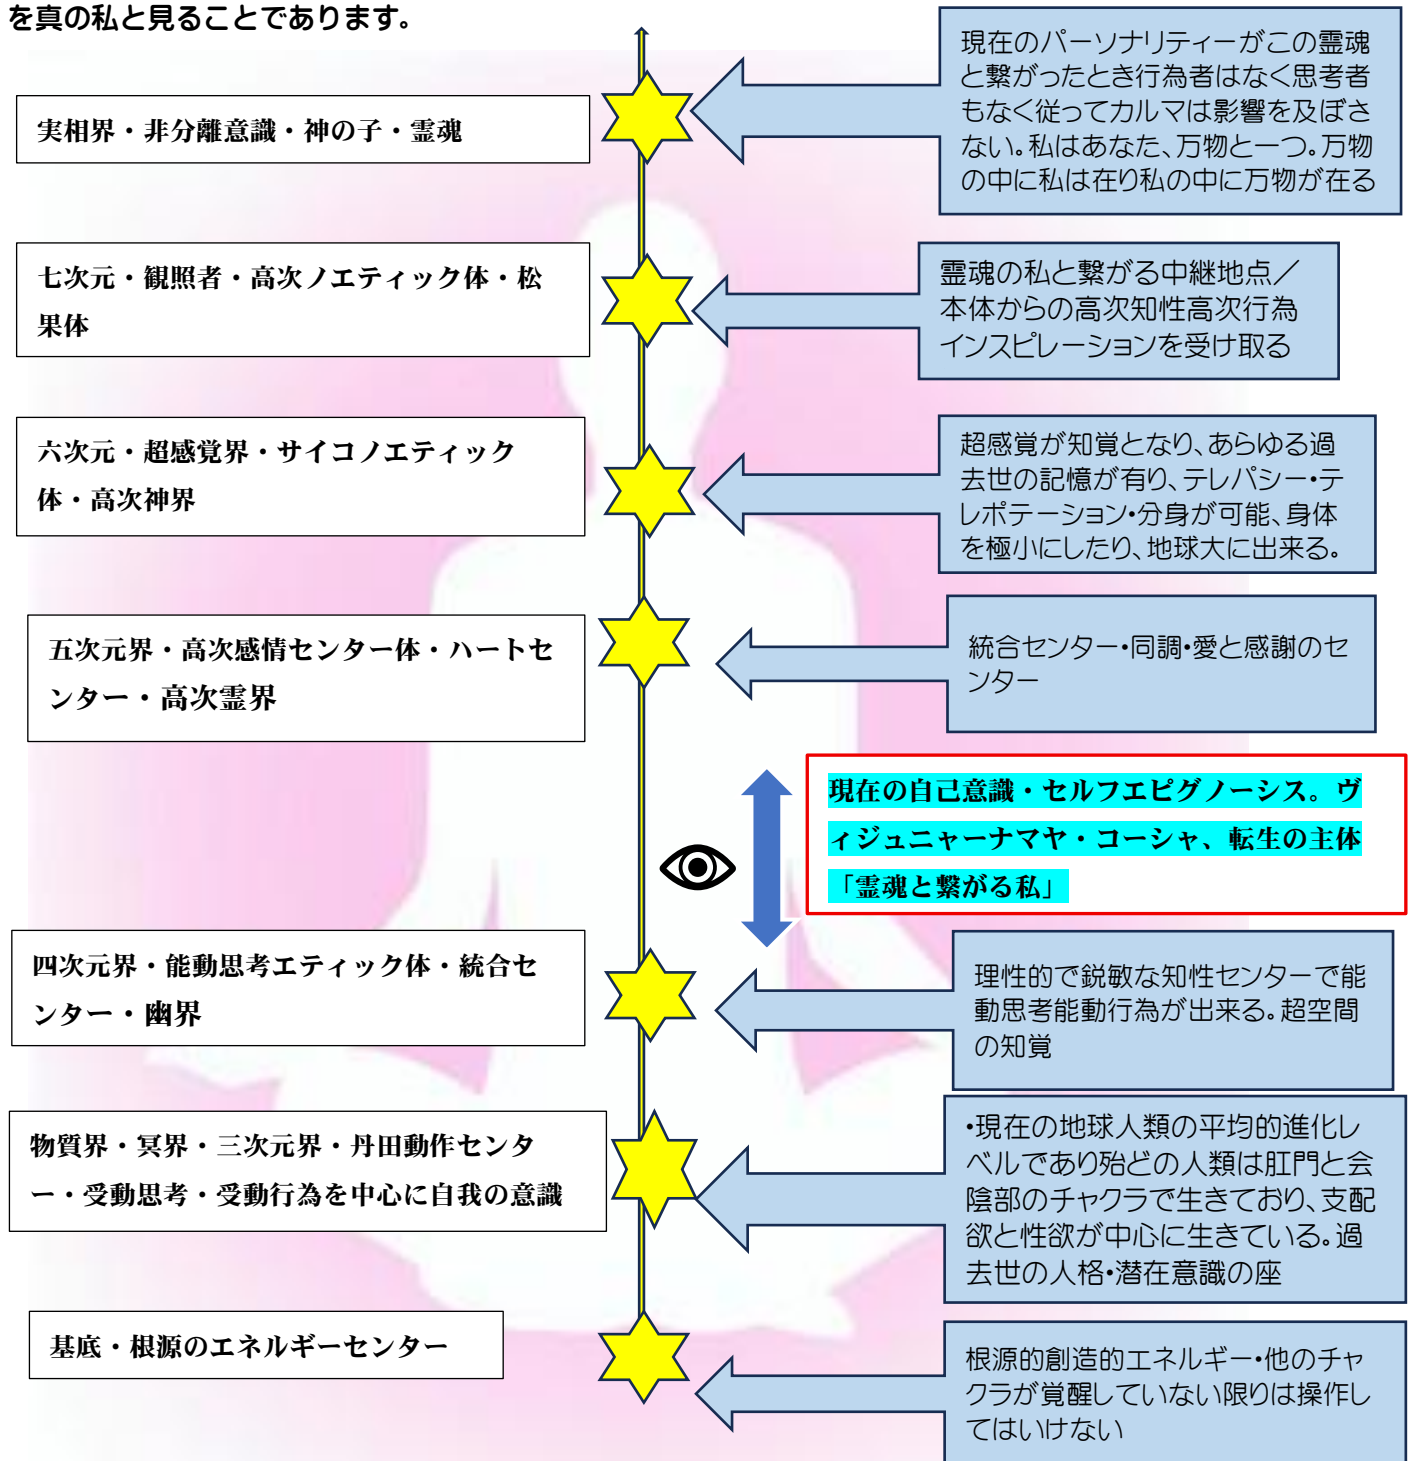 を真の私と見ることであります。
実相界・非分離意識・神の子・霊魂
現在のパーソナリティーがこの霊魂
と繋がったとき行為者はなく思考者
もなく従ってカルマは影響を及ぼさ
ない。私はあなた、万物と一つ。万物
の中に私は在り私の中に万物が在る
七次元・観照者・高次ノエティック体・松
果体
霊魂の私と繋がる中継地点／
本体からの高次知性高次行為
インスピレーションを受け取る
六次元・超感覚界・サイコノエティック
体・高次神界
超感覚が知覚となり、あらゆる過
去世の記憶が有り、テレパシー・テ
レポテーション・分身が可能、身体
を極小にしたり、地球大に出来る。
五次元界・高次感情センター体・ハートセ
ンター・高次霊界
統合センター・同調・愛と感謝のセ
ンター
現在の自己意識・セルフエピグノーシス。ヴ
ィジュニャーナマヤ・コーシャ、転生の主体
「霊魂と繋がる私」
四次元界・能動思考エティック体・統合セ
ンター・幽界
理性的で鋭敏な知性センターで能
動思考能動行為が出来る。超空間
の知覚
物質界・冥界・三次元界・丹田動作センタ
ー・受動思考・受動行為を中心に自我の意識
・現在の地球人類の平均的進化レ
ベルであり殆どの人類は肛門と会
陰部のチャクラで生きており、支配
欲と性欲が中心に生きている。過
去世の人格・潜在意識の座
基底・根源のエネルギーセンター
根源的創造的エネルギー・他のチャ
クラが覚醒していない限りは操作し
てはいけない